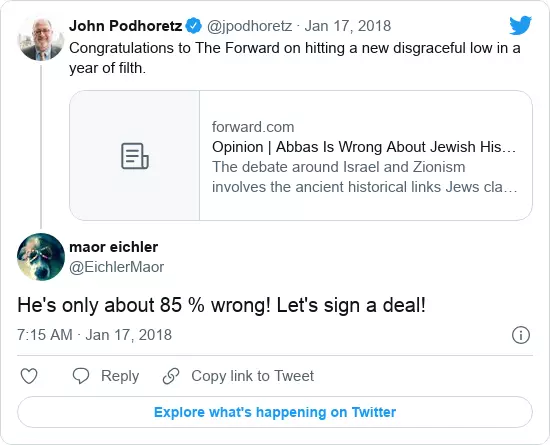 John Podhoretz @jpodhoretz · Jan 17, 2018
Congratulations to The Forward on hitting a new disgraceful low in a
year of filth.
forward.com
Opinion | Abbas Is Wrong About Jewish His…
The debate around Israel and Zionism
involves the ancient historical links Jews cla…
maor eichler
@EichlerMaor
He's only about 85 % wrong! Let's sign a deal!
7:15 AM · Jan 17, 2018
Reply
Copy link to Tweet
Explore what's happening on Twitter